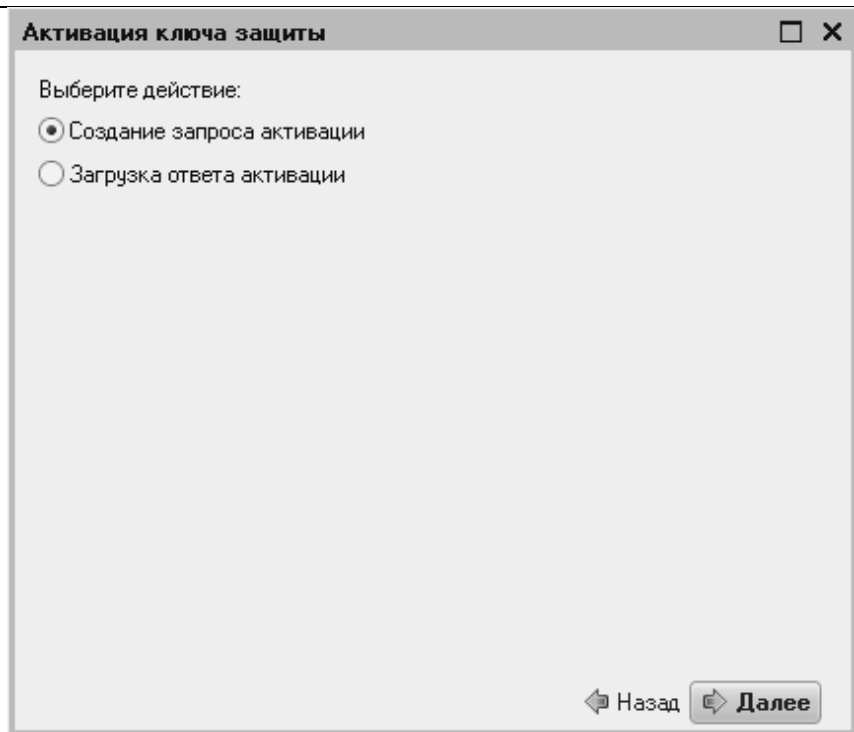 Активация ключа защиты
Выберите действие:
Создание запроса активации
Загрузка ответа активации
Назад Далее